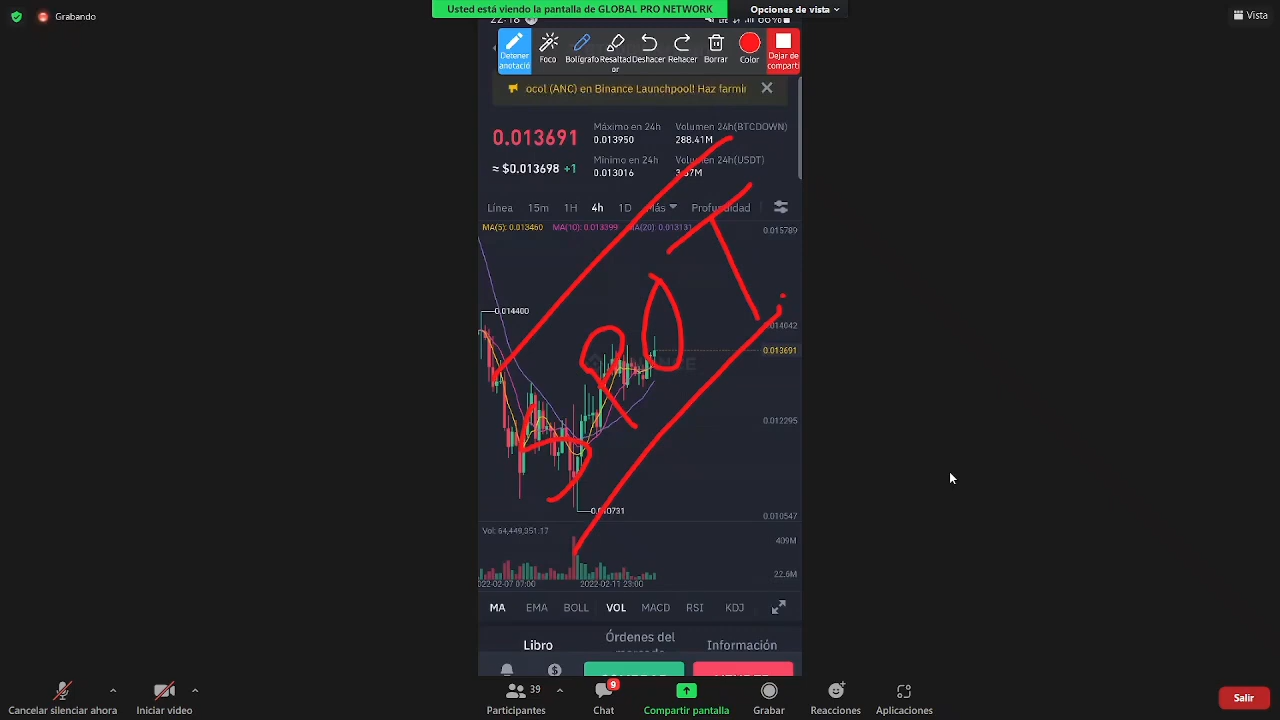 Usted está viendo la pantalla de GLOBAL PRO NETWORK
Opciones de vista
Grabando
Vista
Detener anotació
Foco
Bolígrafo
Resaltador
Deshacer
Rehacer
Borrar
Color
Dejar de comparti
ocol (ANC) en Binance Launchpool! Haz farmin
0.013691
≈ $0.013698 +1
Máximo en 24h
0.013950
Volumen 24h(BTCDOWN)
288.41M
Mínimo en 24h
0.013016
Volumen 24h(USDT)
Línea 15m 1H 4h 1D Más Profundidad
MA(5): 0.013460 MA(10): 0.013399 MA(20): 0.013131
0.015789
0.014400
0.014042
0.013691
0.012295
0.010547
Vol: 64,449,351.17
409M
22.6M
2022-02-11 23:00
MA EMA BOLL VOL MACD RSI KDJ
Libro
Órdenes del
Información
Cancelar silenciar ahora
Iniciar video
39
Participantes
9
Chat
Compartir pantalla
Grabar
Reacciones
Aplicaciones
Salir